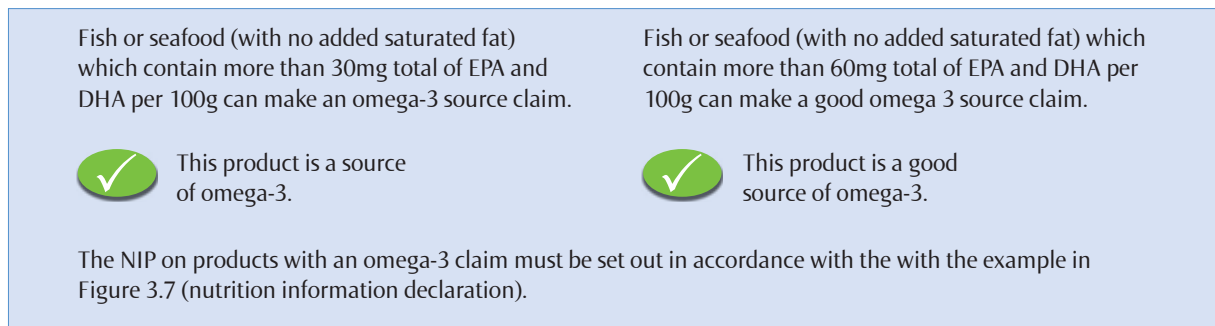 Fish or seafood (with no added saturated fat)
which contain more than 30mg total of EPA and
DHA per 100g can make an omega-3 source claim.
This product is a source
of omega-3.
Fish or seafood (with no added saturated fat) which
contain more than 60mg total of EPA and DHA per
100g can make a good omega 3 source claim.
This product is a good
source of omega-3.
The NIP on products with an omega-3 claim must be set out in accordance with the with the example in
Figure 3.7 (nutrition information declaration).